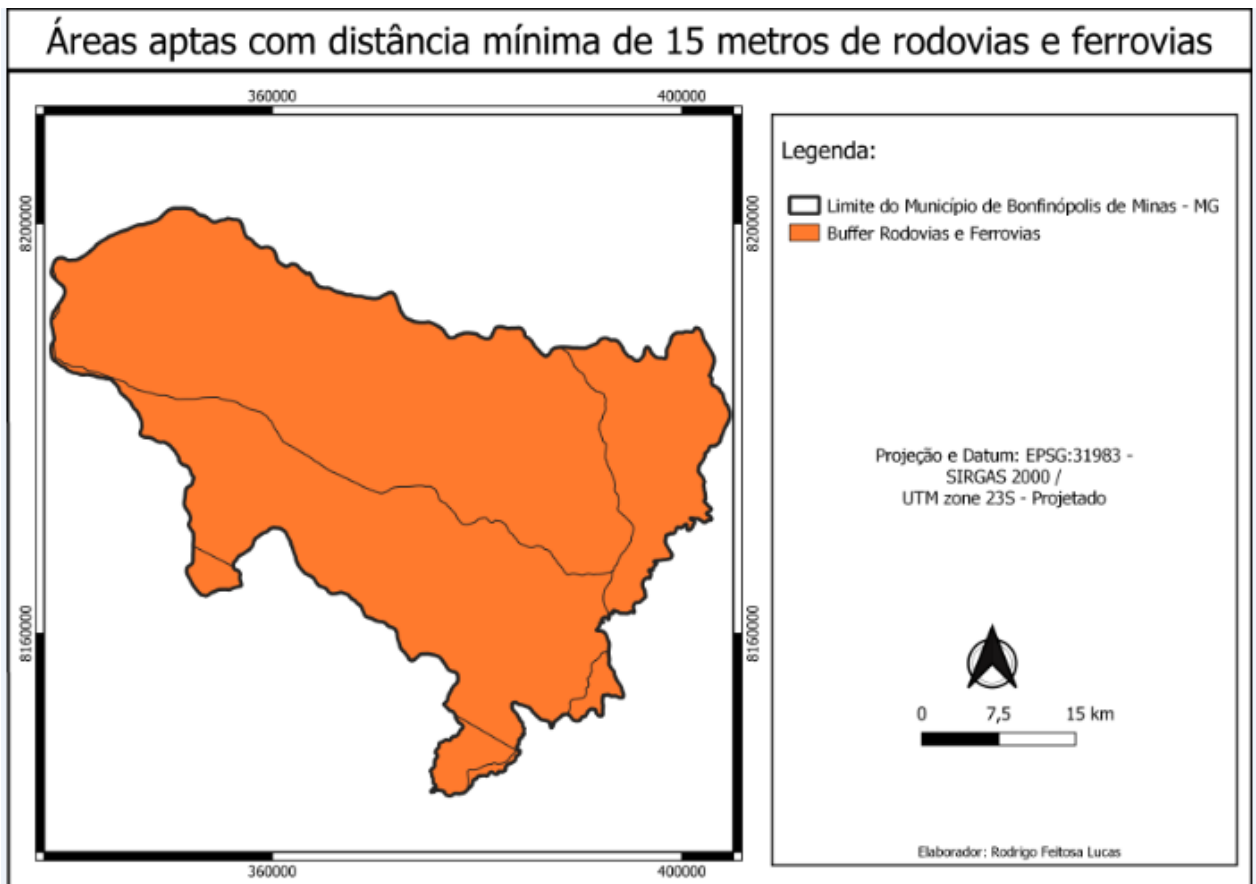 Áreas aptas com distância mínima de 15 metros de rodovias e ferrovias
360000
400000
8200000
8200000
8160000
8160000
360000
400000
Legenda:
Limite do Município de Bonfinópolis de Minas - MG
Buffer Rodovias e Ferrovias
Projeção e Datum: EPSG:31983 -
SIRGAS 2000 /
UTM zone 23S - Projetado
0 7,5 15 km
Elaborador: Rodrigo Feitosa Lucas